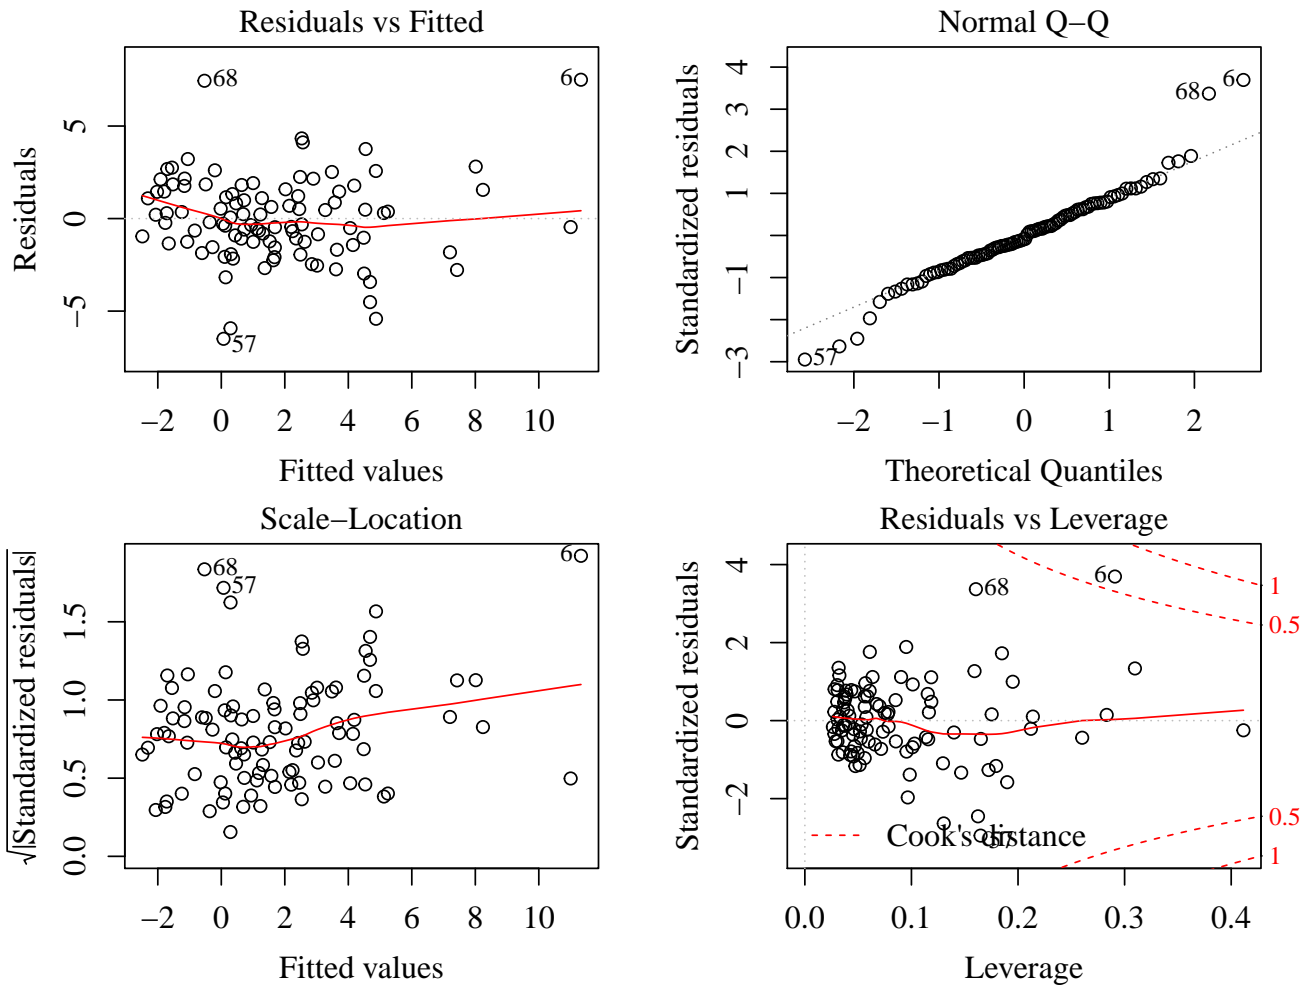 Residuals vs Fitted
Residuals
−5 0 5
68
6
57
−2 0 2 4 6 8 10
Fitted values
Normal Q−Q
Standardized residuals
−3 −1 1 2 3 4
68
6
57
−2 −1 0 1 2
Theoretical Quantiles
Scale−Location
√|Standardized residuals|
0.0 0.5 1.0 1.5
68
57
6
−2 0 2 4 6 8 10
Fitted values
Residuals vs Leverage
Standardized residuals
−2 0 2 4
68
6
57
1
0.5
0.5
1
Cook's distance
0.0 0.1 0.2 0.3 0.4
Leverage